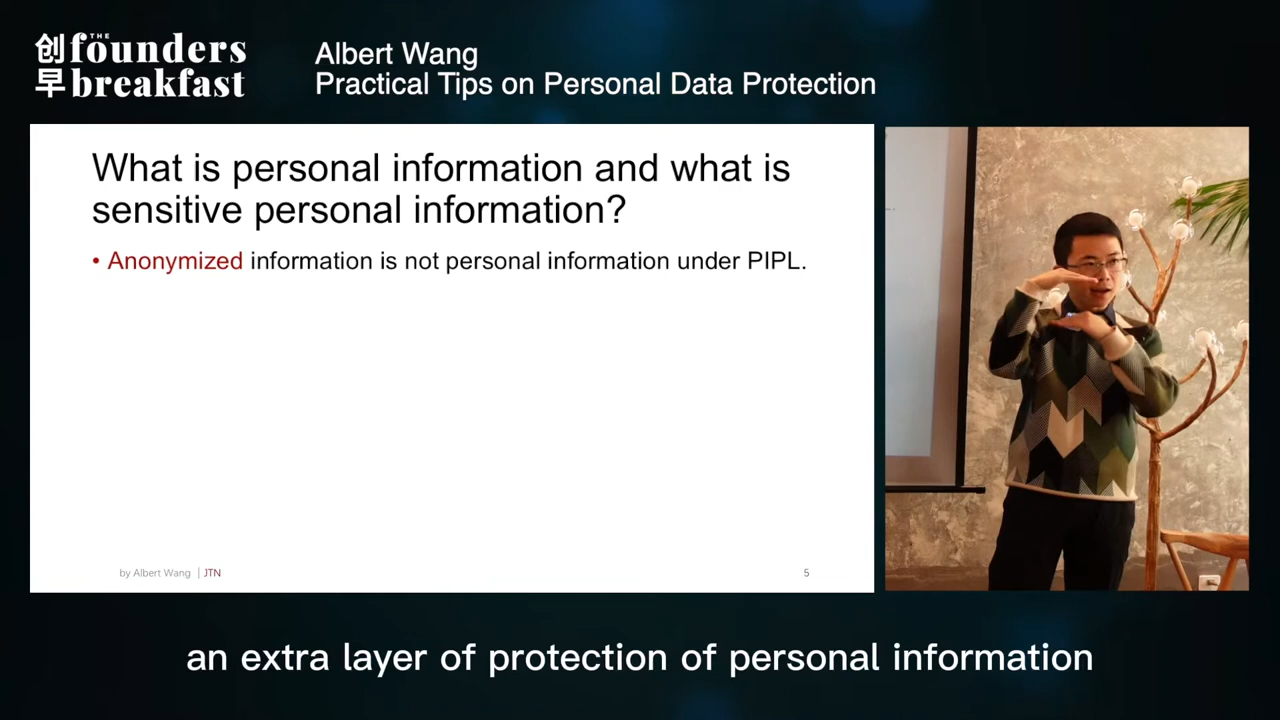 创 THE founders
早 breakfast
Albert Wang
Practical Tips on Personal Data Protection
What is personal information and what is
sensitive personal information?
• Anonymized information is not personal information under PIPL.
by Albert Wang | JTN
5
an extra layer of protection of personal information